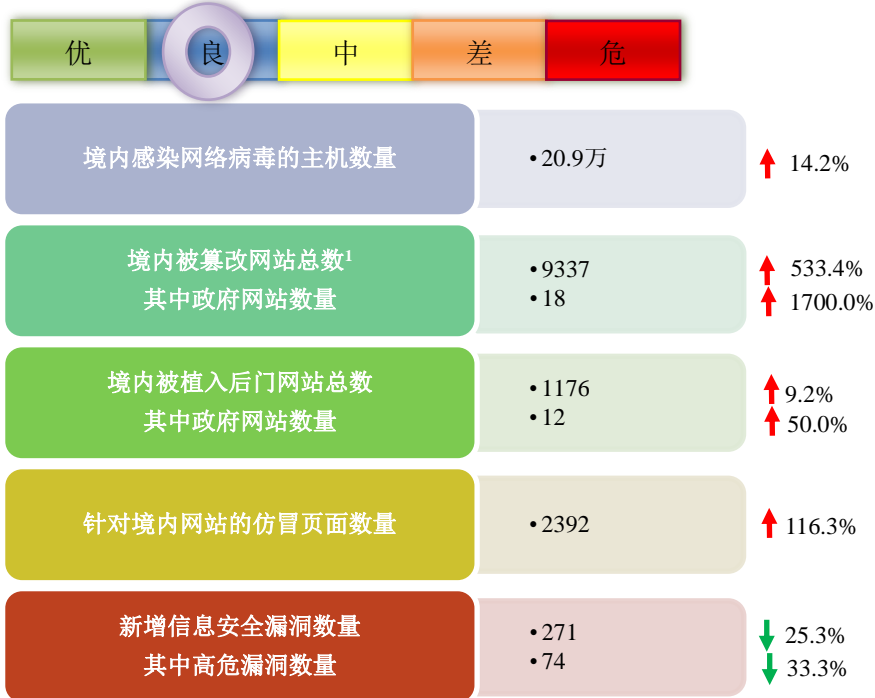 优 良 中 差 危
境内感染网络病毒的主机数量 •20.9万 14.2%
境内被篡改网站总数¹ •9337 533.4%
其中政府网站数量 •18 1700.0%
境内被植入后门网站总数 •1176 9.2%
其中政府网站数量 •12 50.0%
针对境内网站的仿冒页面数量 •2392 116.3%
新增信息安全漏洞数量 •271 25.3%
其中高危漏洞数量 •74 33.3%